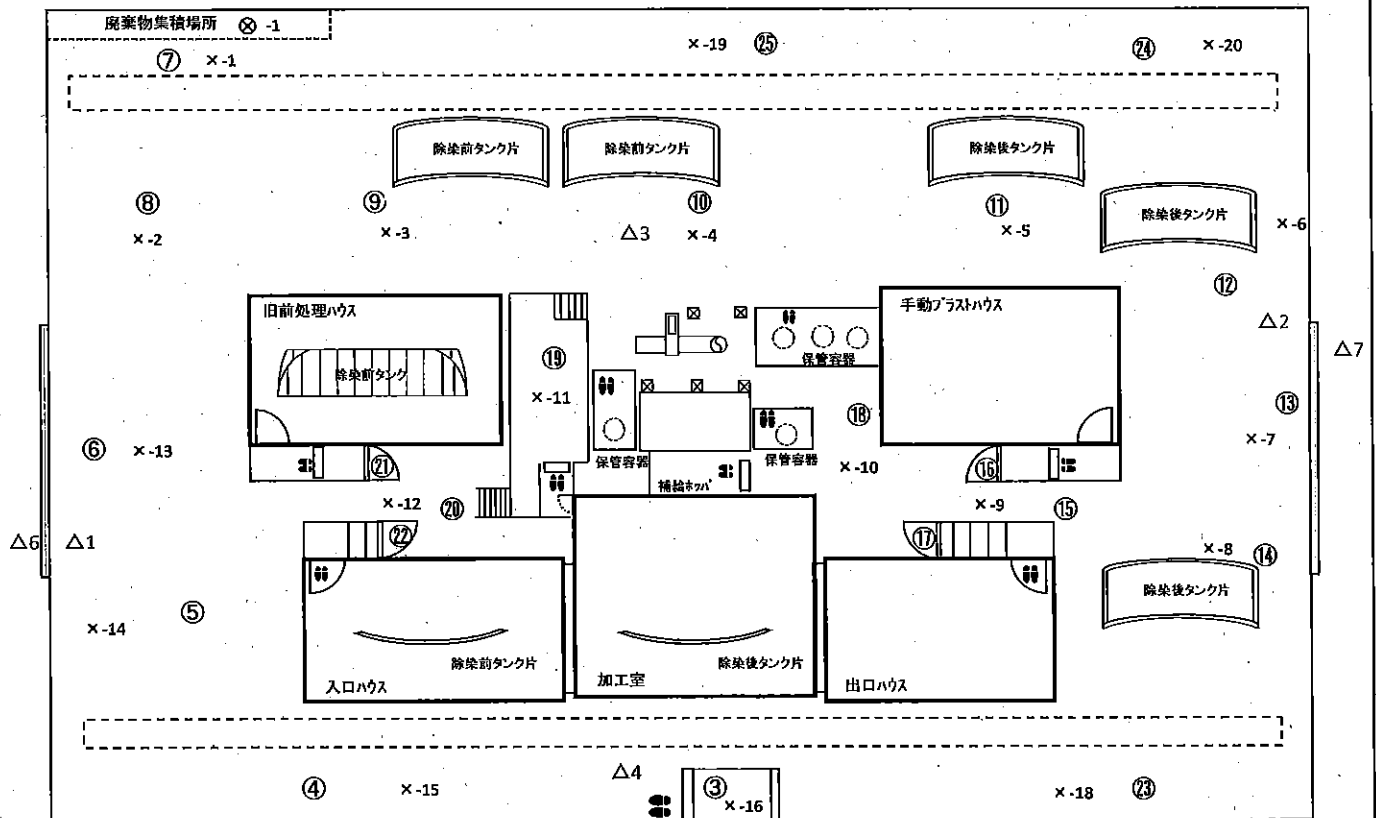 廃棄物集積場所 ⊗ -1
⑦ ×-1
×-19 ㉕
㉔ ×-20
除染前タンク片
除染前タンク片
除染後タンク片
⑧
×-2
⑨
×-3
⑩
△3 ×-4
⑪
×-5
除染後タンク片
×-6
⑫
△2
△7
旧前処理ハウス
除染前タンク
⑲
×-11
保管容器
手動ブラストハウス
⑬
×-7
⑱
⑥ ×-13
保管容器
保管容器
×-10
㉑
補給ホッパ
⑯
×-12 ⑳
×-9 ⑮
△6 △1
㉒
⑰
×-8 ⑭
除染後タンク片
⑤
×-14
除染前タンク片
入口ハウス
除染後タンク片
加工室
出口ハウス
④ ×-15
△4
③
×-16
×-18 ㉓